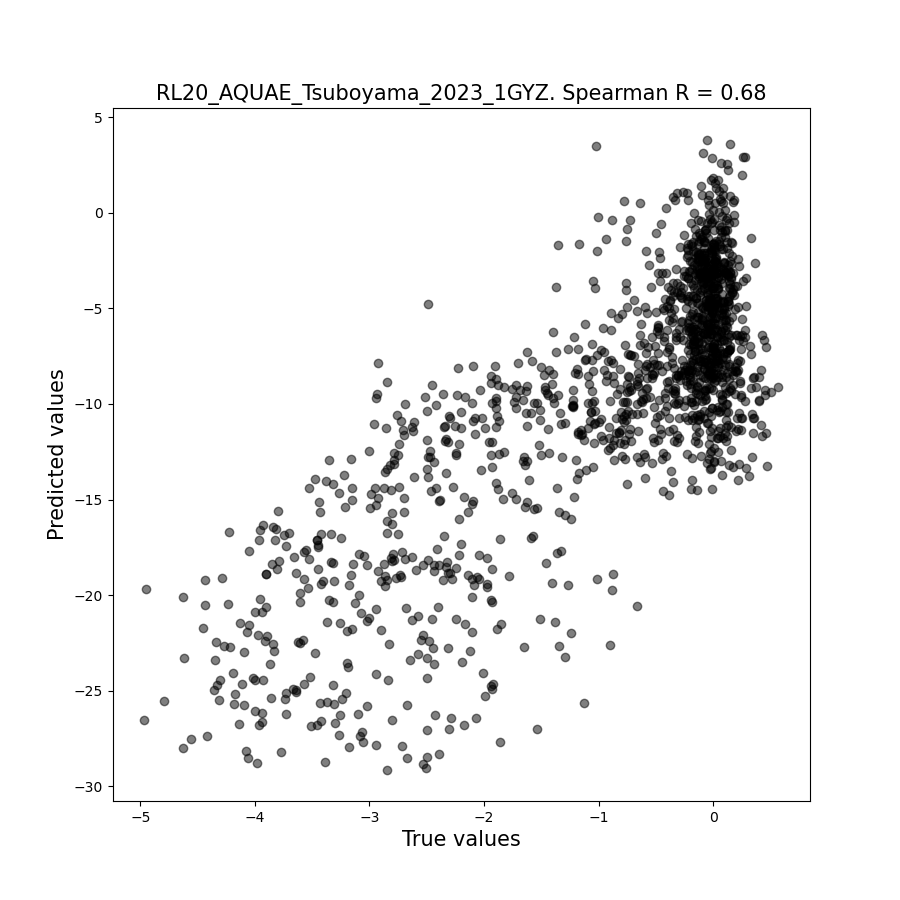 RL20_AQUAE_Tsuboyama_2023_1GYZ. Spearman R = 0.68
5
0
−5
−10
−15
−20
−25
−30
Predicted values
−5 −4 −3 −2 −1 0
True values